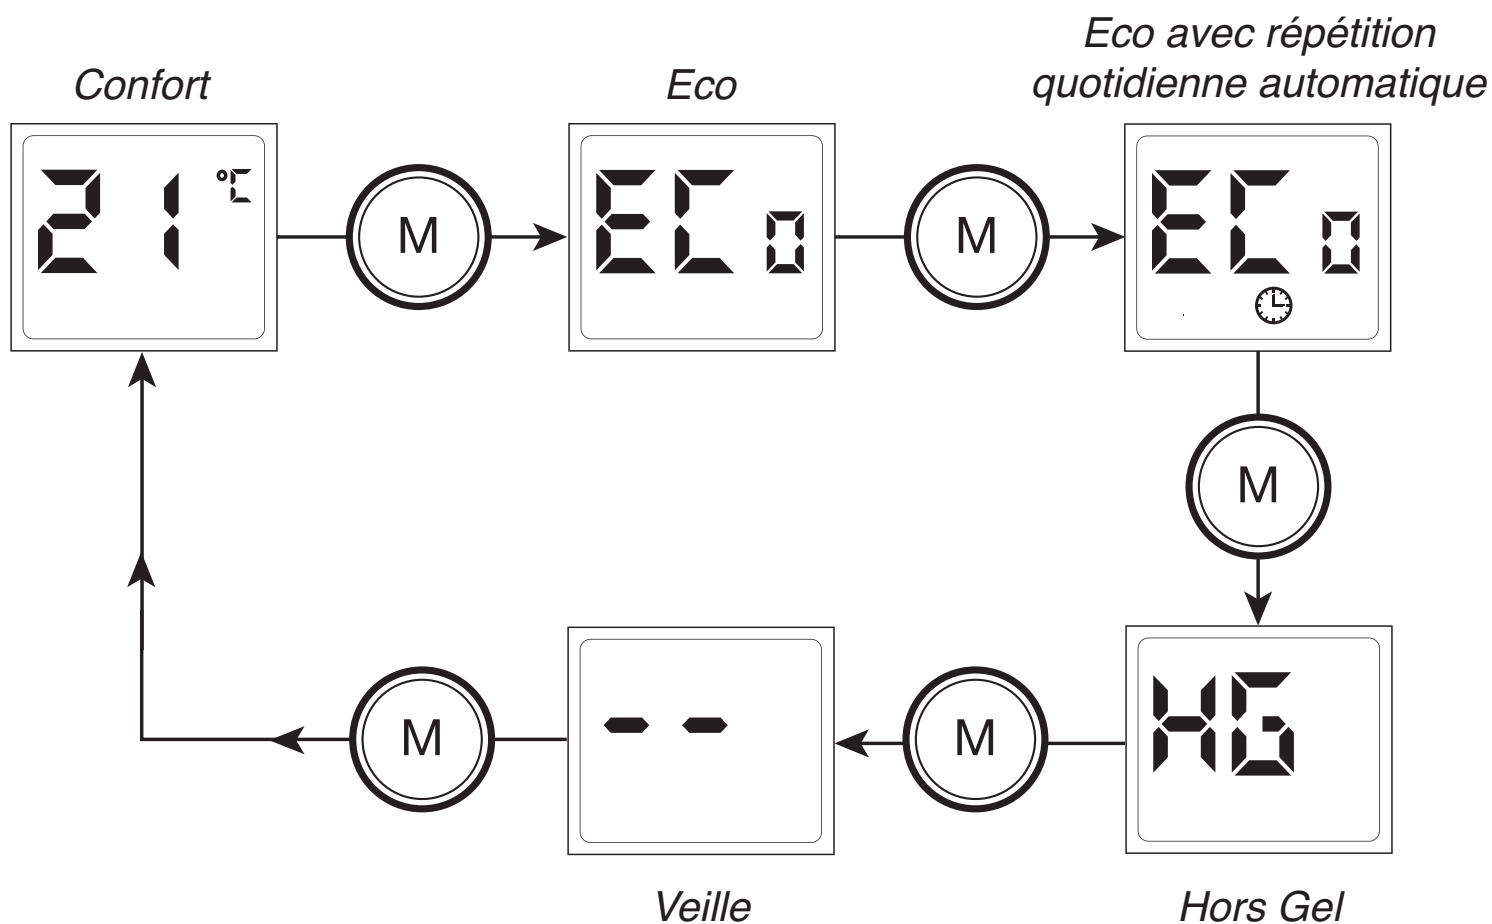 Confort
Eco
Eco avec répétition
quotidienne automatique
21 °C
M
ECo
M
ECo
M
HG
M
--
M
Veille
Hors Gel